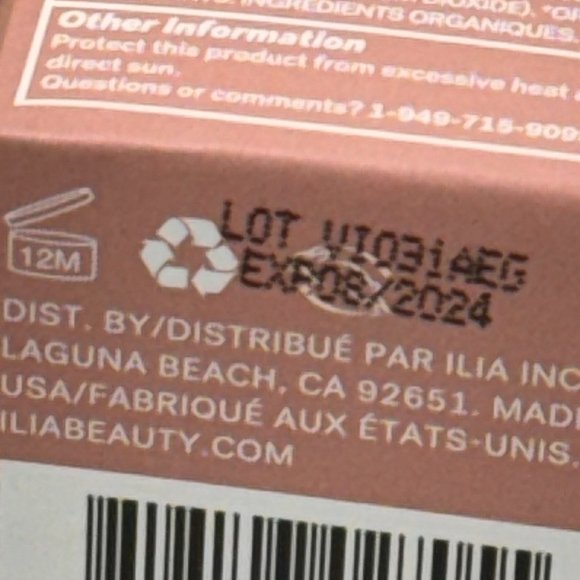 INGREDIENTS ORGANIQUES.
Other Information
Protect this product from excessive heat
direct sun.
Questions or comments? 1-949-715-909
12M
LOT VI031AEG
EXP08/2024
DIST. BY/DISTRIBUÉ PAR ILIA INC
LAGUNA BEACH, CA 92651. MADE
USA/FABRIQUÉ AUX ÉTATS-UNIS.
ILIABEAUTY.COM